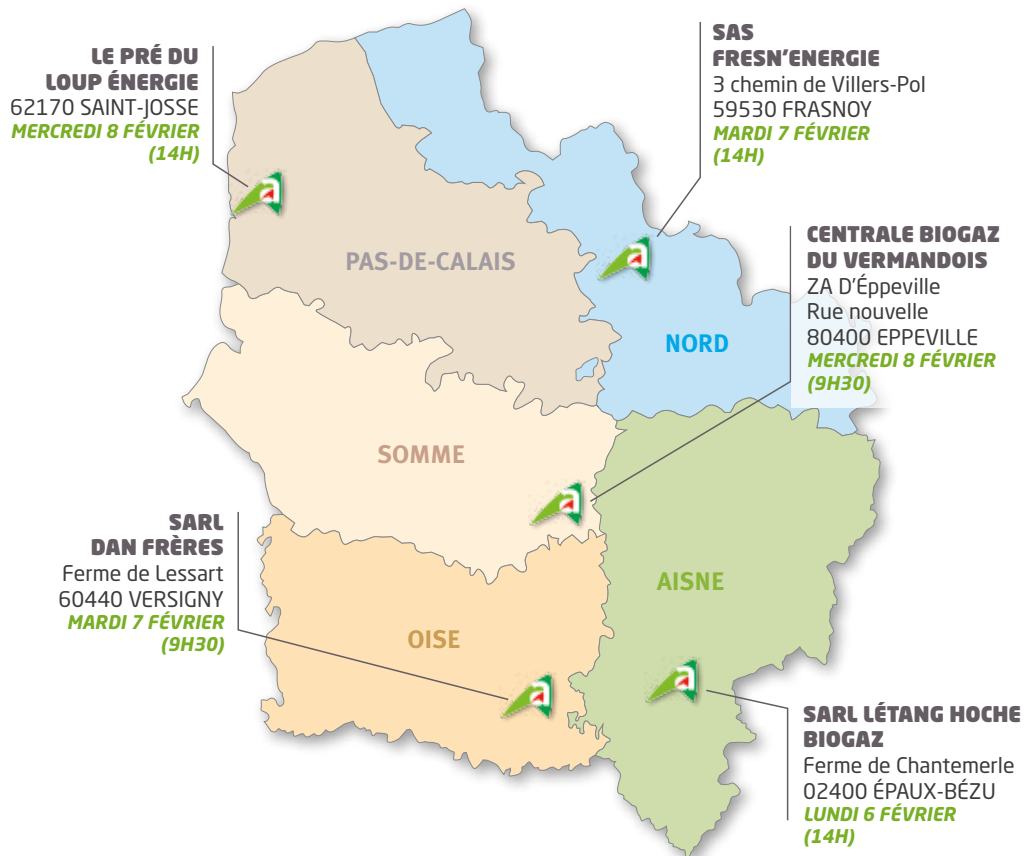 LE PRÉ DU
LOUP ÉNERGIE
62170 SAINT-JOSSE
MERCREDI 8 FÉVRIER
(14H)
SAS
FRESN'ENERGIE
3 chemin de Villers-Pol
59530 FRASNOY
MARDI 7 FÉVRIER
(14H)
CENTRALE BIOGAZ
DU VERMANDOIS
ZA D'Éppeville
Rue nouvelle
80400 EPPEVILLE
MERCREDI 8 FÉVRIER
(9H30)
PAS-DE-CALAIS
NORD
SOMME
AISNE
OISE
SARL
DAN FRÈRES
Ferme de Lessart
60440 VERSIGNY
MARDI 7 FÉVRIER
(9H30)
SARL LÉTANG HOCHE
BIOGAZ
Ferme de Chantemerle
02400 ÉPAUX-BÉZU
LUNDI 6 FÉVRIER
(14H)